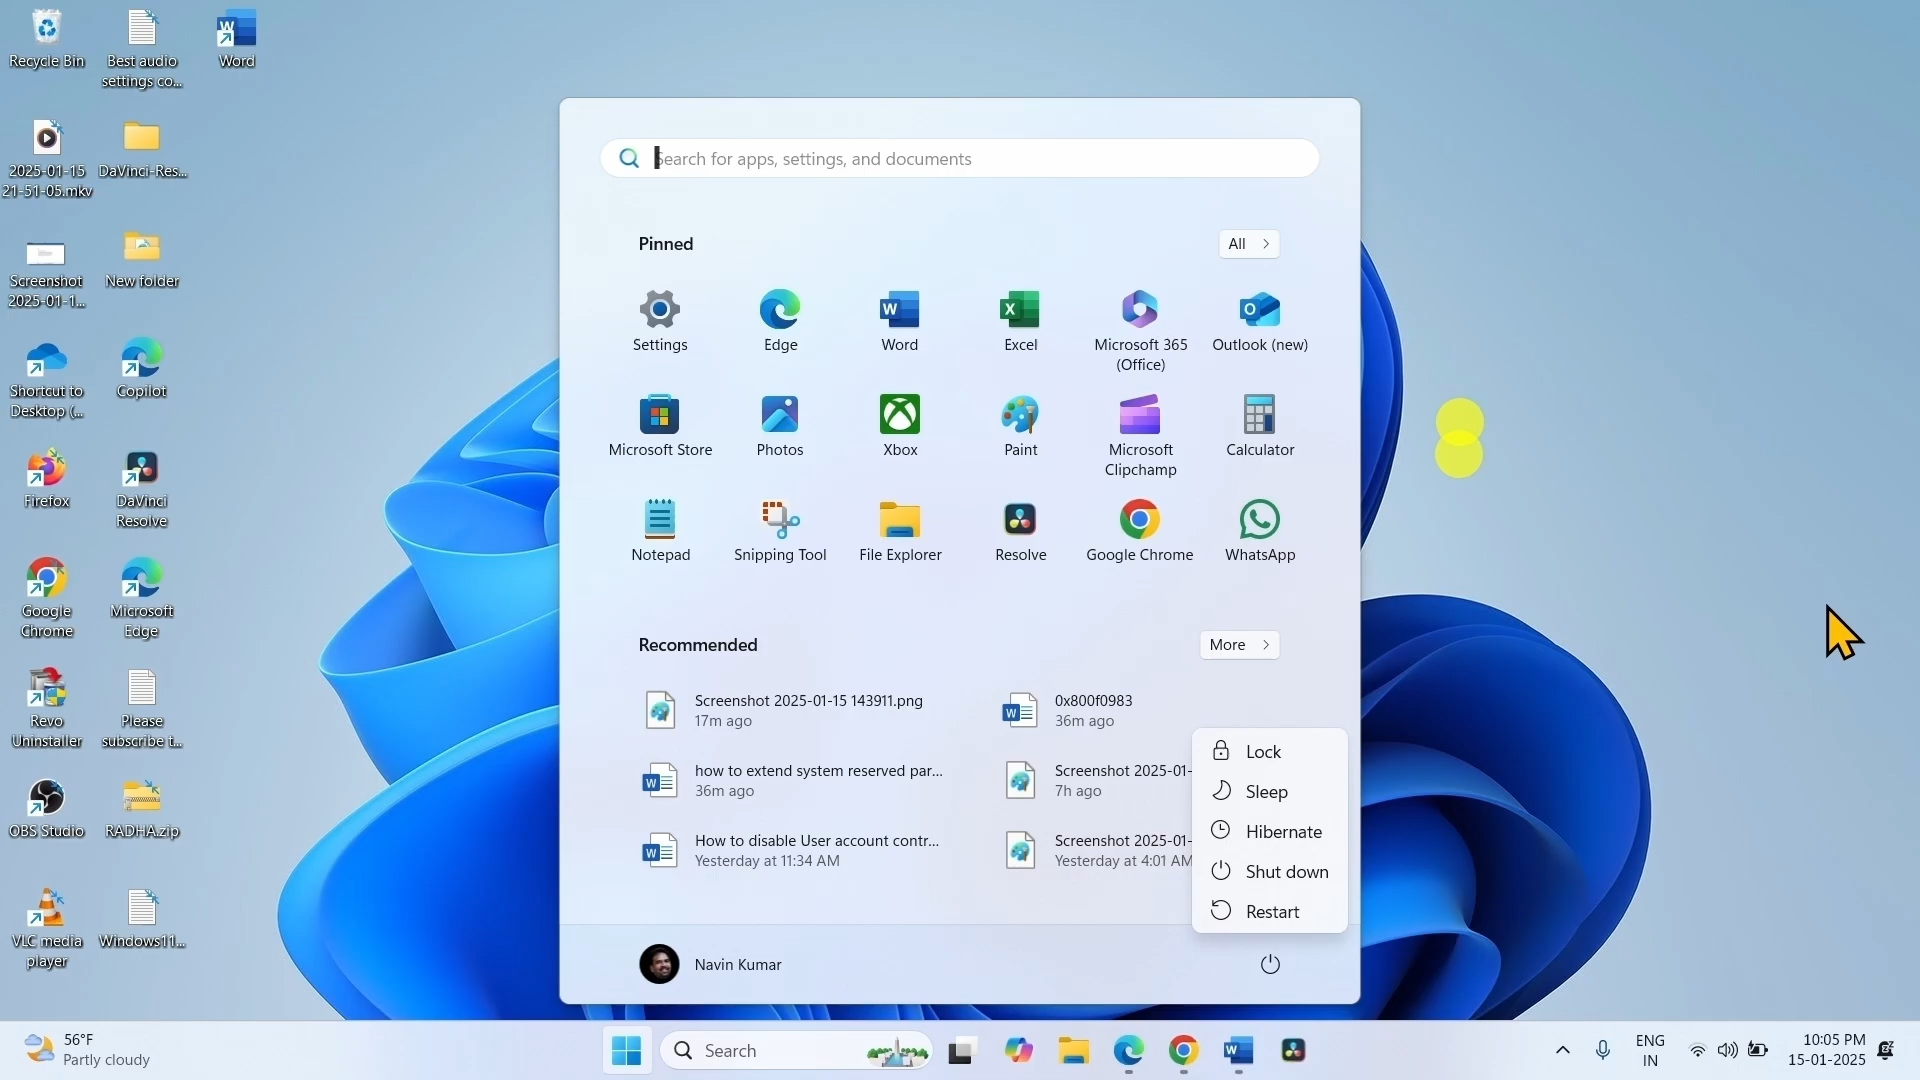 Recycle Bin
Best audio
settings co...
Word
2025-01-15
21-51-05.mkv
DaVinci-Res...
Screenshot
2025-01-1...
New folder
Shortcut to
Desktop (...
Copilot
Firefox
DaVinci
Resolve
Google
Chrome
Microsoft
Edge
Revo
Uninstaller
Please
subscribe t...
OBS Studio
RADHA.zip
VLC media
player
Windows11...
Search for apps, settings, and documents
Pinned
All
Settings
Edge
Word
Excel
Microsoft 365
(Office)
Outlook (new)
Microsoft Store
Photos
Xbox
Paint
Microsoft
Clipchamp
Calculator
Notepad
Snipping Tool
File Explorer
Resolve
Google Chrome
WhatsApp
Recommended
More
Screenshot 2025-01-15 143911.png
17m ago
0x800f0983
36m ago
how to extend system reserved par...
36m ago
Screenshot 2025-01-
7h ago
How to disable User account contr...
Yesterday at 11:34 AM
Screenshot 2025-01-
Yesterday at 4:01 AM
Lock
Sleep
Hibernate
Shut down
Restart
Navin Kumar
56°F
Partly cloudy
Search
ENG
IN
10:05 PM
15-01-2025